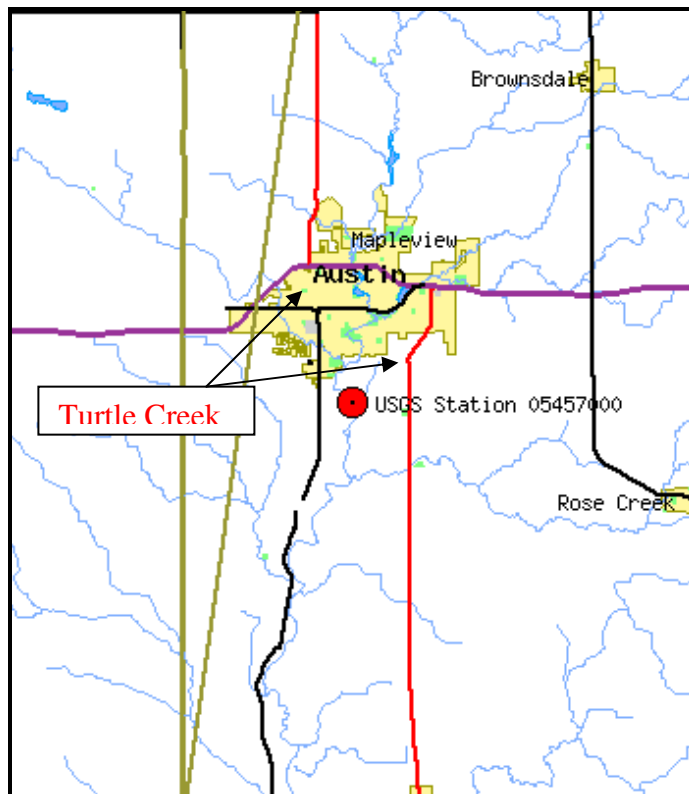 Brownsdale
Mapleview
Austin
Turtle Creek
USGS Station 05457000
Rose Creek